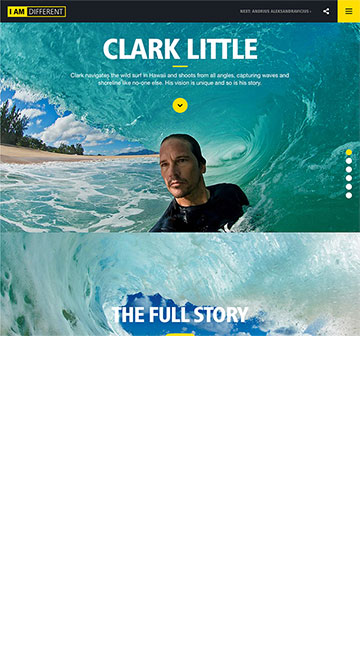 I AM DIFFERENT
NEXT: ANDRIUS ALEKSANDRAVICIUS ›
CLARK LITTLE
Clark navigates the wild surf in Hawaii and shoots from all angles, capturing waves and
shoreline like no-one else. His vision is unique and so is his story.
THE FULL STORY